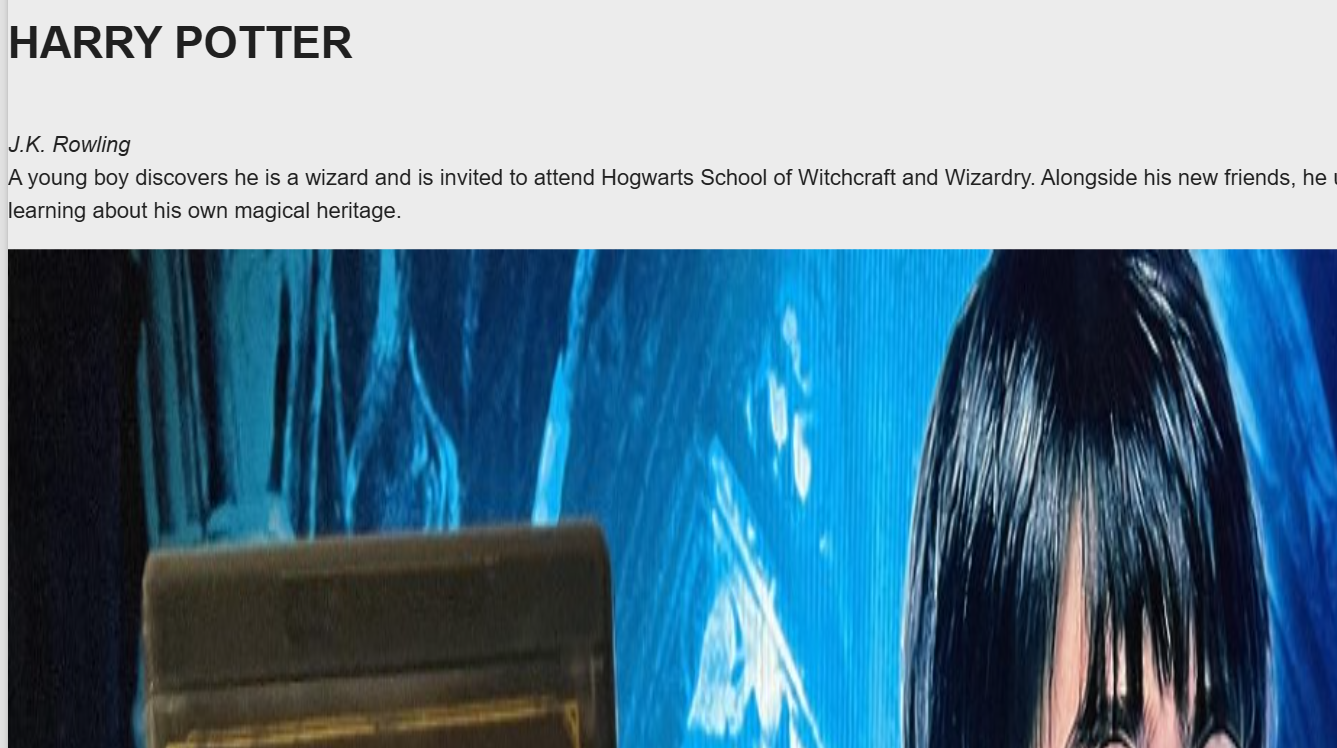 HARRY POTTER
J.K. Rowling
A young boy discovers he is a wizard and is invited to attend Hogwarts School of Witchcraft and Wizardry. Alongside his new friends, he
learning about his own magical heritage.